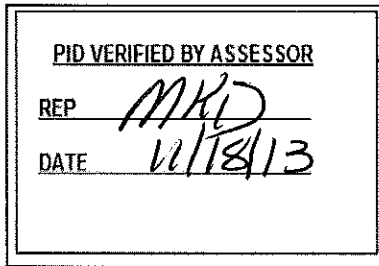 PID VERIFIED BY ASSESSOR
REP MKD
DATE 11/18/13